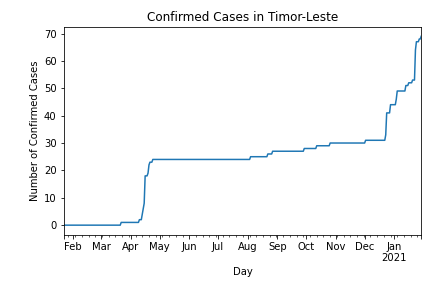 Confirmed Cases in Timor-Leste
Number of Confirmed Cases
70
60
50
40
30
20
10
0
Feb Mar Apr May Jun Jul Aug Sep Oct Nov Dec Jan
2021
Day